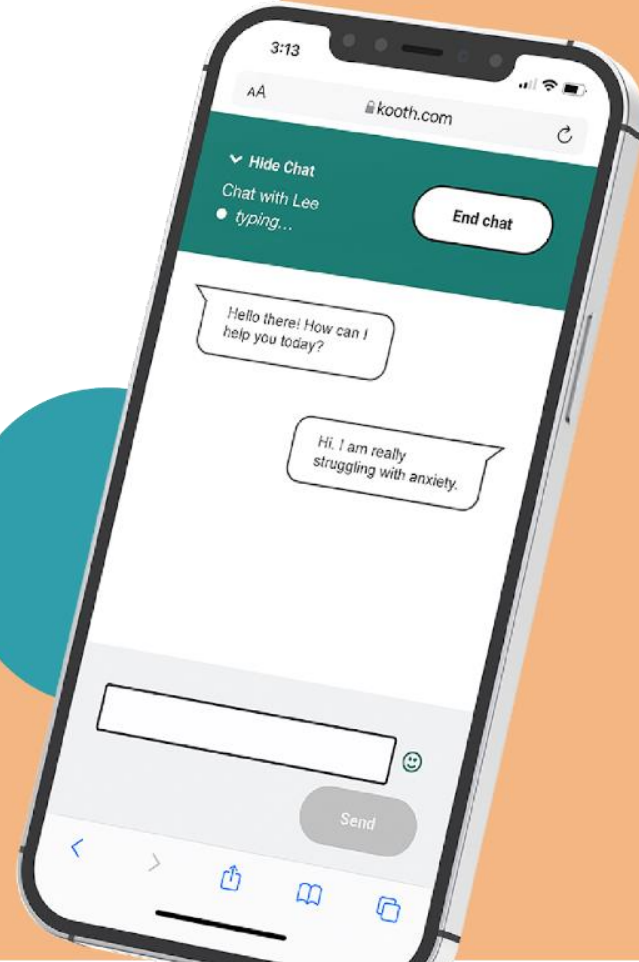 3:13
AA
kooth.com
Hide Chat
Chat with Lee
typing...
End chat
Hello there! How can I
help you today?
Hi. I am really
struggling with anxiety.
Send